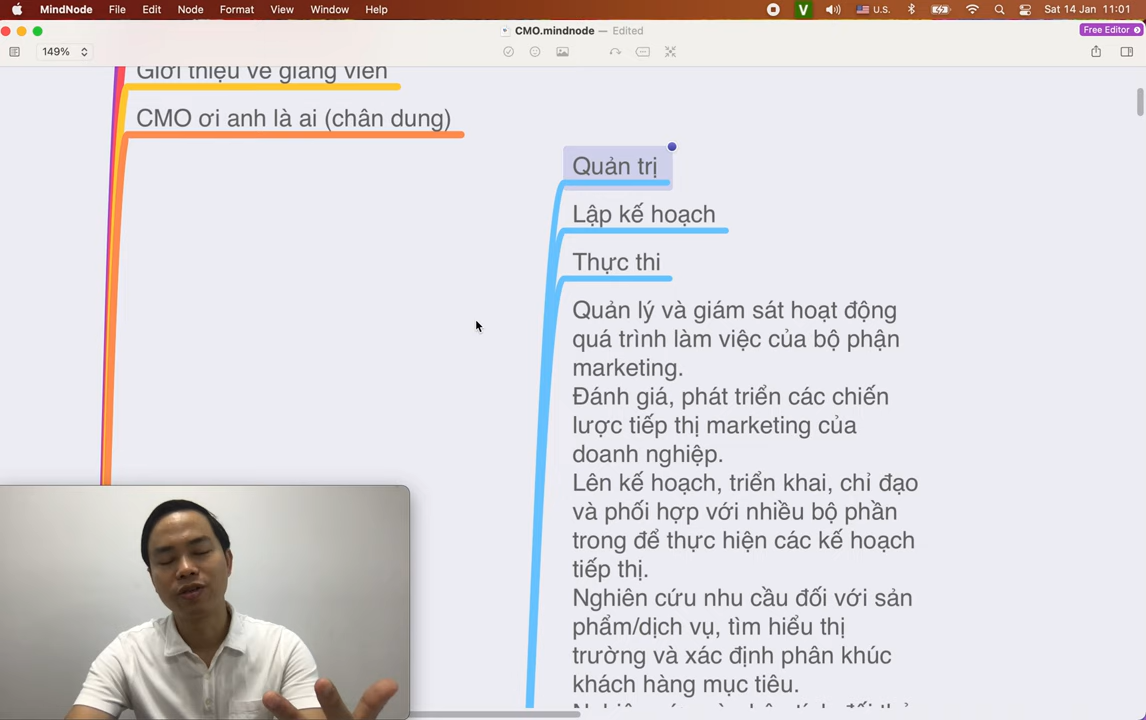 MindNode File Edit Node Format View Window Help V U.S. Sat 14 Jan 11:01
CMO.mindnode — Edited
Free Editor
149%
Giới thiệu về giảng viên
CMO ơi anh là ai (chân dung)
Quản trị
Lập kế hoạch
Thực thi
Quản lý và giám sát hoạt động
quá trình làm việc của bộ phận
marketing.
Đánh giá, phát triển các chiến
lược tiếp thị marketing của
doanh nghiệp.
Lên kế hoạch, triển khai, chỉ đạo
và phối hợp với nhiều bộ phần
trong để thực hiện các kế hoạch
tiếp thị.
Nghiên cứu nhu cầu đối với sản
phẩm/dịch vụ, tìm hiểu thị
trường và xác định phân khúc
khách hàng mục tiêu.